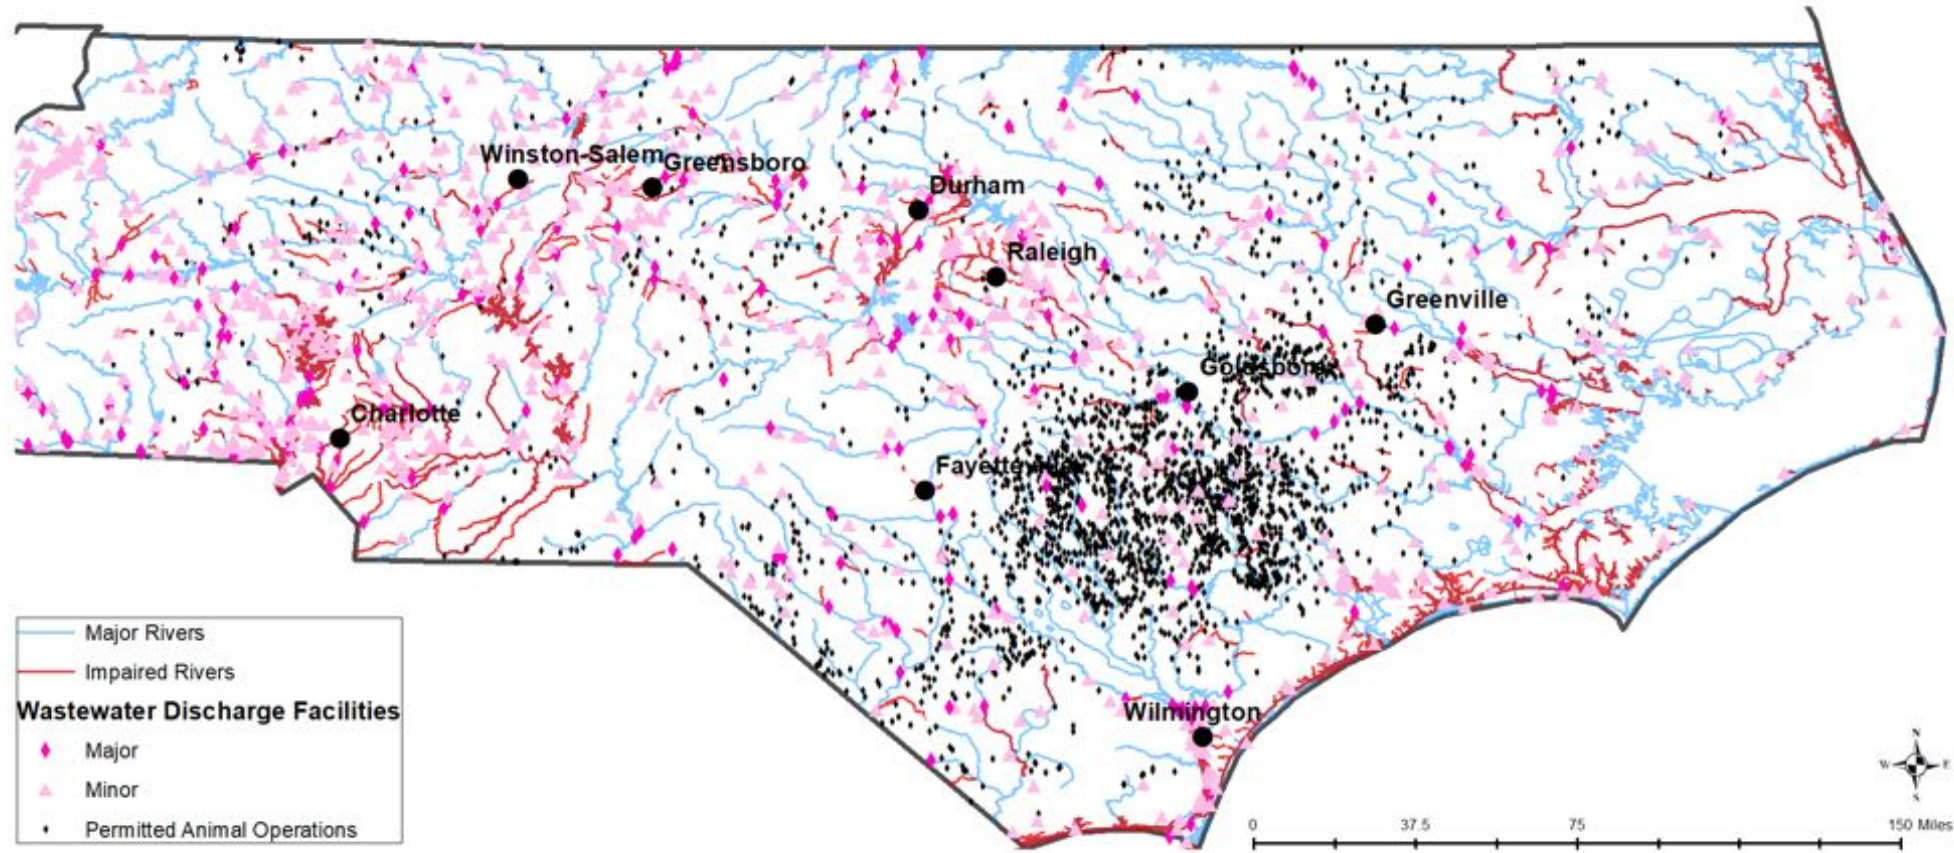 Winston-Salem
Greensboro
Durham
Raleigh
Greenville
Goldsboro
Charlotte
Fayetteville
Wilmington
Major Rivers
Impaired Rivers
Wastewater Discharge Facilities
Major
Minor
Permitted Animal Operations
N
W E
S
0 37.5 75 150 Miles